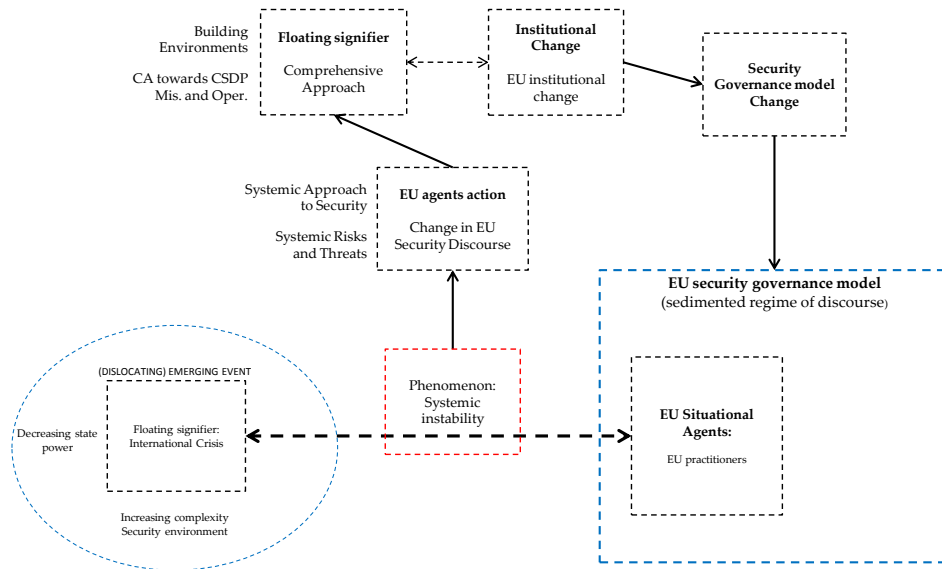 Building
Environments
CA towards CSDP
Mis. and Oper.
Floating signifier
Comprehensive
Approach
Institutional
Change
EU institutional
change
Security
Governance model
Change
Systemic Approach
to Security
Systemic Risks
and Threats
EU agents action
Change in EU
Security Discourse
EU security governance model
(sedimented regime of discourse)
(DISLOCATING) EMERGING EVENT
Decreasing state
power
Floating signifier:
International Crisis
Increasing complexity
Security environment
Phenomenon:
Systemic
instability
EU Situational
Agents:
EU practitioners